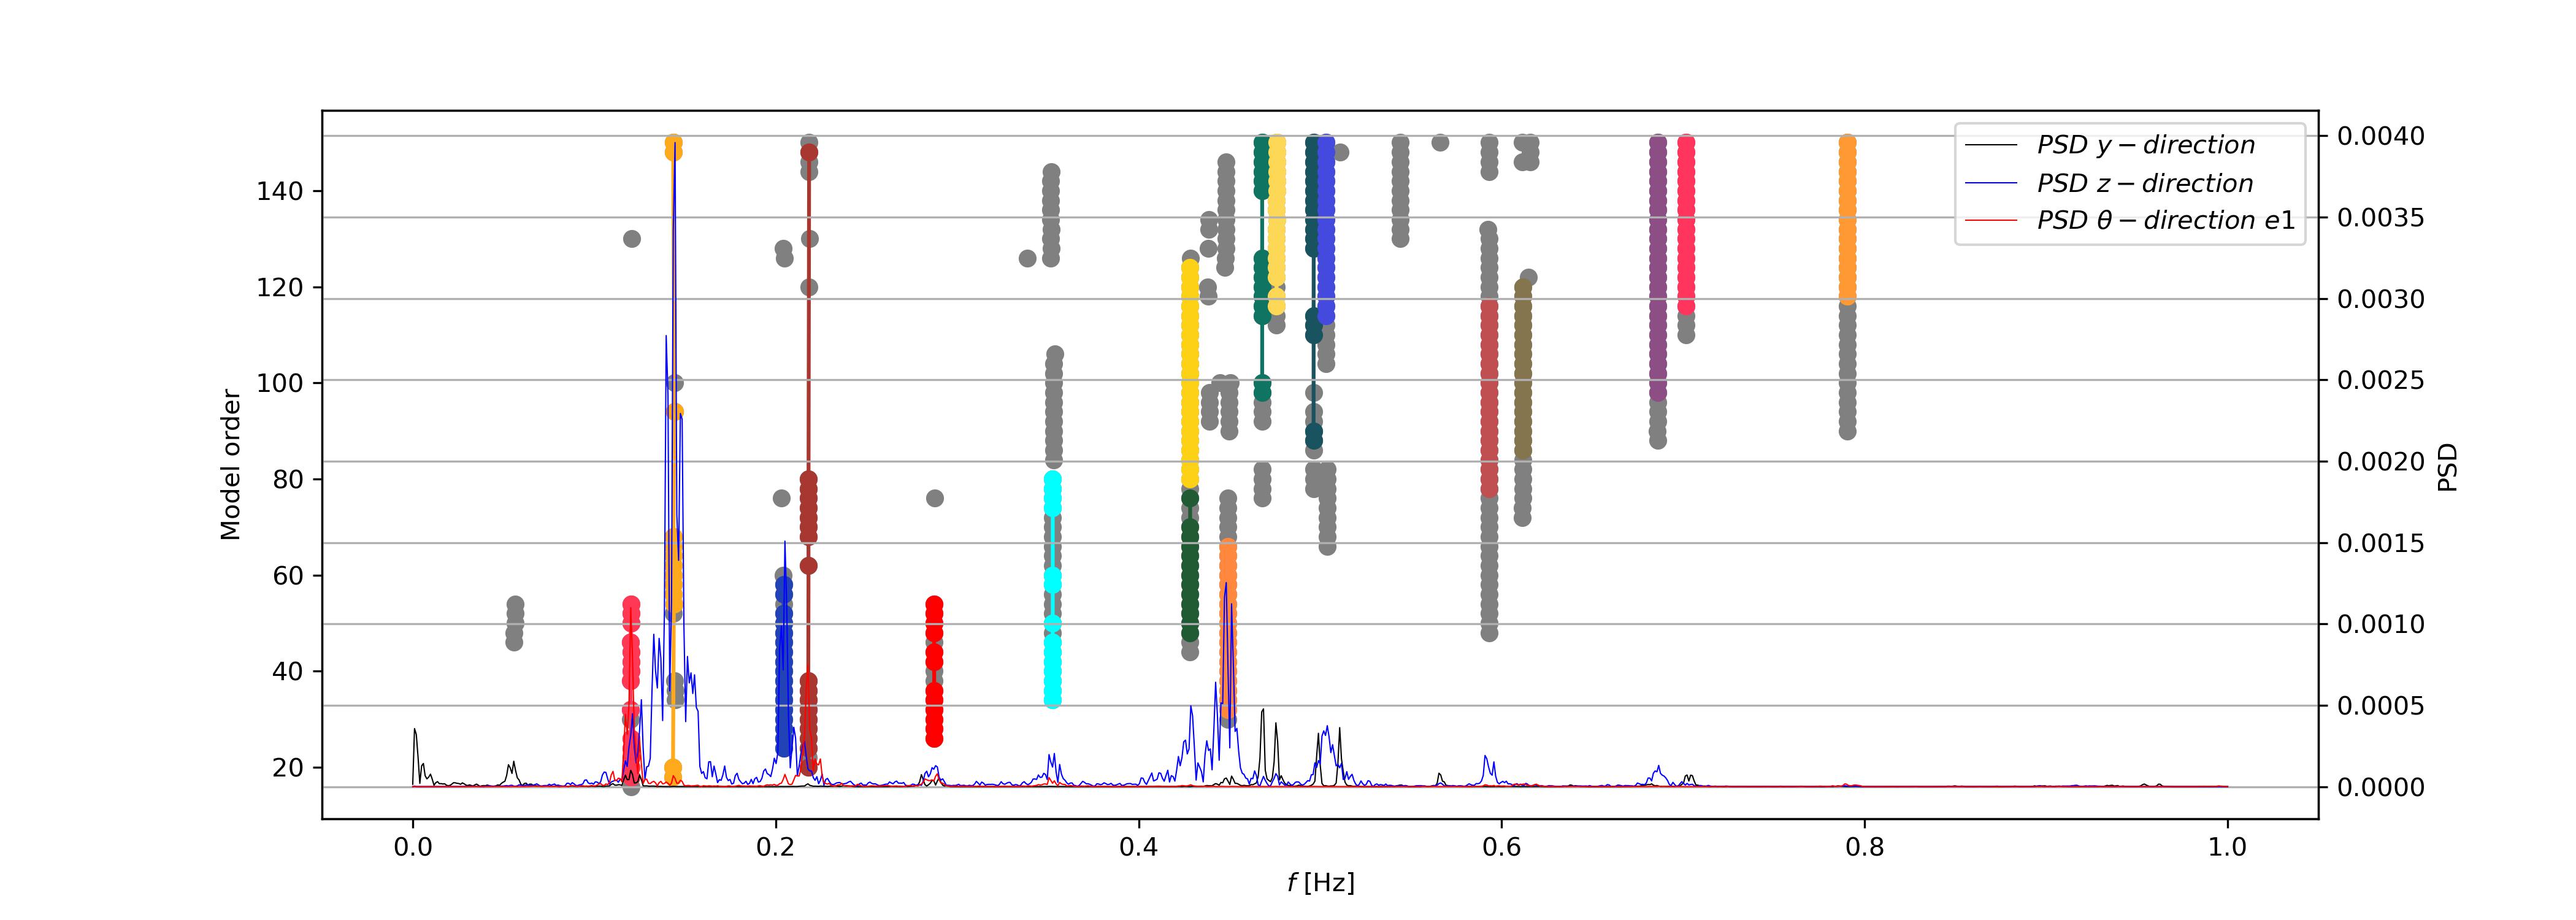 PSD y − direction
PSD z − direction
PSD θ − direction e1
140
120
100
80
60
40
20
Model order
0.0040
0.0035
0.0030
0.0025
0.0020
0.0015
0.0010
0.0005
0.0000
PSD
0.0 0.2 0.4 0.6 0.8 1.0
f [Hz]